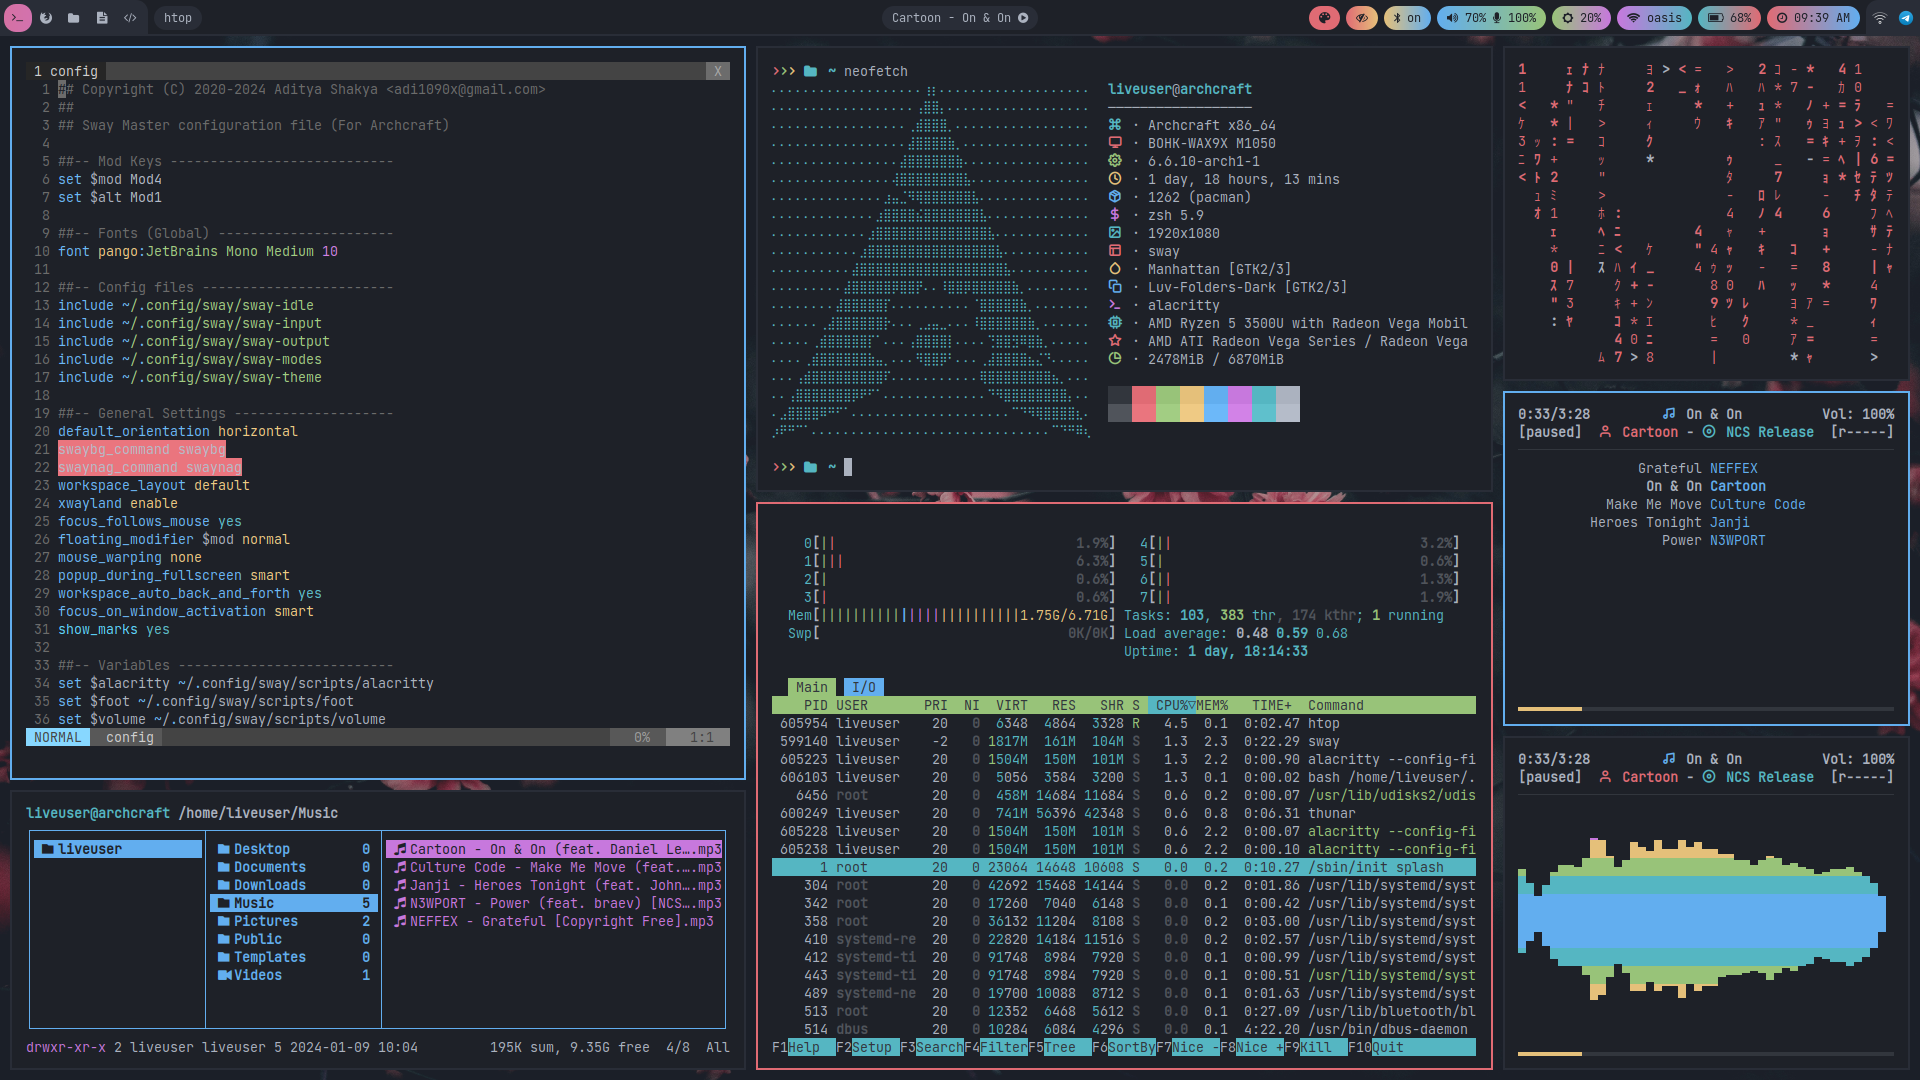 htop
Cartoon - On & On
on
70% 100%
20%
oasis
68%
09:39 AM
1 config X
1 ## Copyright (C) 2020-2024 Aditya Shakya <adi1090x@gmail.com>
2 ##
3 ## Sway Master configuration file (For Archcraft)
4
5 ##-- Mod Keys ----------------------------
6 set $mod Mod4
7 set $alt Mod1
8
9 ##-- Fonts (Global) ----------------------
10 font pango:JetBrains Mono Medium 10
11
12 ##-- Config files ------------------------
13 include ~/.config/sway/sway-idle
14 include ~/.config/sway/sway-input
15 include ~/.config/sway/sway-output
16 include ~/.config/sway/sway-modes
17 include ~/.config/sway/sway-theme
18
19 ##-- General Settings --------------------
20 default_orientation horizontal
21 swaybg_command swaybg
22 swaynag_command swaynag
23 workspace_layout default
24 xwayland enable
25 focus_follows_mouse yes
26 floating_modifier $mod normal
27 mouse_warping none
28 popup_during_fullscreen smart
29 workspace_auto_back_and_forth yes
30 focus_on_window_activation smart
31 show_marks yes
32
33 ##-- Variables ---------------------------
34 set $alacritty ~/.config/sway/scripts/alacritty
35 set $foot ~/.config/sway/scripts/foot
36 set $volume ~/.config/sway/scripts/volume
NORMAL config 0% 1:1
liveuser@archcraft /home/liveuser/Music
liveuser
Desktop 0
Documents 0
Downloads 0
Music 5
Pictures 2
Public 0
Templates 0
Videos 1
Cartoon - On & On (feat. Daniel Le….mp3
Culture Code - Make Me Move (feat.….mp3
Janji - Heroes Tonight (feat. John….mp3
N3WPORT - Power (feat. braev) [NCS….mp3
NEFFEX - Grateful [Copyright Free].mp3
drwxr-xr-x 2 liveuser liveuser 5 2024-01-09 10:04 195K sum, 9.35G free 4/8 All
>>> ~ neofetch
liveuser@archcraft
· Archcraft x86_64
· BOHK-WAX9X M1050
· 6.6.10-arch1-1
· 1 day, 18 hours, 13 mins
· 1262 (pacman)
· zsh 5.9
· 1920x1080
· sway
· Manhattan [GTK2/3]
· Luv-Folders-Dark [GTK2/3]
· alacritty
· AMD Ryzen 5 3500U with Radeon Vega Mobil
· AMD ATI Radeon Vega Series / Radeon Vega
· 2478MiB / 6870MiB
>>> ~
0[|| 1.9%] 4[|| 3.2%]
1[||| 6.3%] 5[| 0.6%]
2[| 0.6%] 6[|| 1.3%]
3[| 0.6%] 7[|| 1.9%]
Mem[|||||||||||||||||||||||||1.75G/6.71G] Tasks: 103, 383 thr, 174 kthr; 1 running
Swp[ 0K/0K] Load average: 0.48 0.59 0.68
Uptime: 1 day, 18:14:33
Main I/O
PID USER PRI NI VIRT RES SHR S CPU%▽MEM% TIME+ Command
605954 liveuser 20 0 6348 4864 3328 R 4.5 0.1 0:02.47 htop
599140 liveuser -2 0 1817M 161M 104M S 1.3 2.3 0:22.29 sway
605223 liveuser 20 0 1504M 150M 101M S 1.3 2.2 0:00.90 alacritty --config-fi
606103 liveuser 20 0 5056 3584 3200 S 1.3 0.1 0:00.02 bash /home/liveuser/.
6456 root 20 0 458M 14684 11684 S 0.6 0.2 0:00.07 /usr/lib/udisks2/udis
600249 liveuser 20 0 741M 56396 42348 S 0.6 0.8 0:06.31 thunar
605228 liveuser 20 0 1504M 150M 101M S 0.6 2.2 0:00.07 alacritty --config-fi
605238 liveuser 20 0 1504M 150M 101M S 0.6 2.2 0:00.10 alacritty --config-fi
1 root 20 0 23064 14648 10608 S 0.0 0.2 0:10.27 /sbin/init splash
304 root 20 0 42692 15468 14144 S 0.0 0.2 0:01.86 /usr/lib/systemd/syst
342 root 20 0 17260 7040 6148 S 0.0 0.1 0:00.42 /usr/lib/systemd/syst
358 root 20 0 36132 11204 8108 S 0.0 0.2 0:03.00 /usr/lib/systemd/syst
410 systemd-re 20 0 22820 14184 11516 S 0.0 0.2 0:02.57 /usr/lib/systemd/syst
412 systemd-ti 20 0 91748 8984 7920 S 0.0 0.1 0:00.99 /usr/lib/systemd/syst
443 systemd-ti 20 0 91748 8984 7920 S 0.0 0.1 0:00.51 /usr/lib/systemd/syst
489 systemd-ne 20 0 19700 10088 8712 S 0.0 0.1 0:01.63 /usr/lib/systemd/syst
513 root 20 0 12352 6468 5612 S 0.0 0.1 0:27.09 /usr/lib/bluetooth/bl
514 dbus 20 0 10284 6084 4296 S 0.0 0.1 4:22.20 /usr/bin/dbus-daemon
F1Help F2Setup F3SearchF4FilterF5Tree F6SortByF7Nice -F8Nice +F9Kill F10Quit
0:33/3:28 On & On Vol: 100%
[paused] Cartoon - NCS Release [r-----]
Grateful NEFFEX
On & On Cartoon
Make Me Move Culture Code
Heroes Tonight Janji
Power N3WPORT
0:33/3:28 On & On Vol: 100%
[paused] Cartoon - NCS Release [r-----]